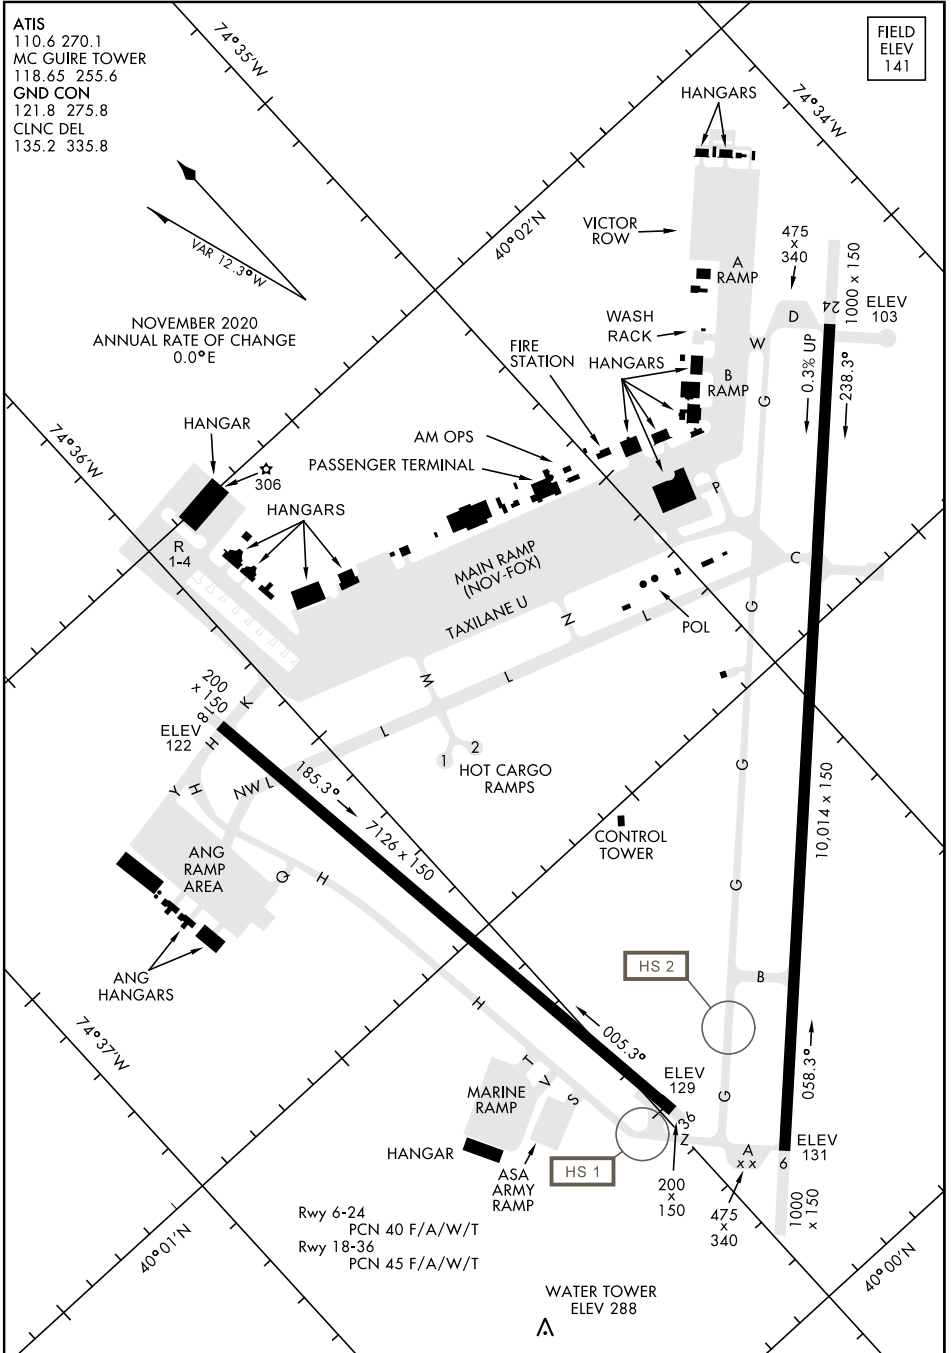 ATIS
110.6 270.1
MC GUIRE TOWER
118.65 255.6
GND CON
121.8 275.8
CLNC DEL
135.2 335.8
FIELD
ELEV
141
74°35'W
74°34'W
HANGARS
40°02'N
VICTOR
ROW
475
x
340
1000 x 150
VAR 12.3°W
A
RAMP
24
ELEV
103
D
NOVEMBER 2020
ANNUAL RATE OF CHANGE
0.0°E
WASH
RACK
W
FIRE
STATION
HANGARS
B
RAMP
G
0.3% UP
238.3°
74°36'W
HANGAR
306
AM OPS
PASSENGER TERMINAL
HANGARS
P
R
1-4
MAIN RAMP
(NOV-FOX)
C
TAXILANE U
N
L
G
POL
200
x 150
K
M
L
18
ELEV
122
H
L
1
2
HOT CARGO
RAMPS
G
185.3°
Y
H
NW L
7126 x 150
10,014 x 150
CONTROL
TOWER
ANG
RAMP
AREA
Q
H
G
HS 2
B
ANG
HANGARS
H
74°37'W
005.3°
058.3°
T
V
S
ELEV
129
G
MARINE
RAMP
36
Z
HANGAR
HS 1
ELEV
131
A
x x
6
ASA
ARMY
RAMP
200
x
150
475
x
340
1000
x 150
Rwy 6-24
PCN 40 F/A/W/T
Rwy 18-36
PCN 45 F/A/W/T
40°01'N
40°00'N
WATER TOWER
ELEV 288